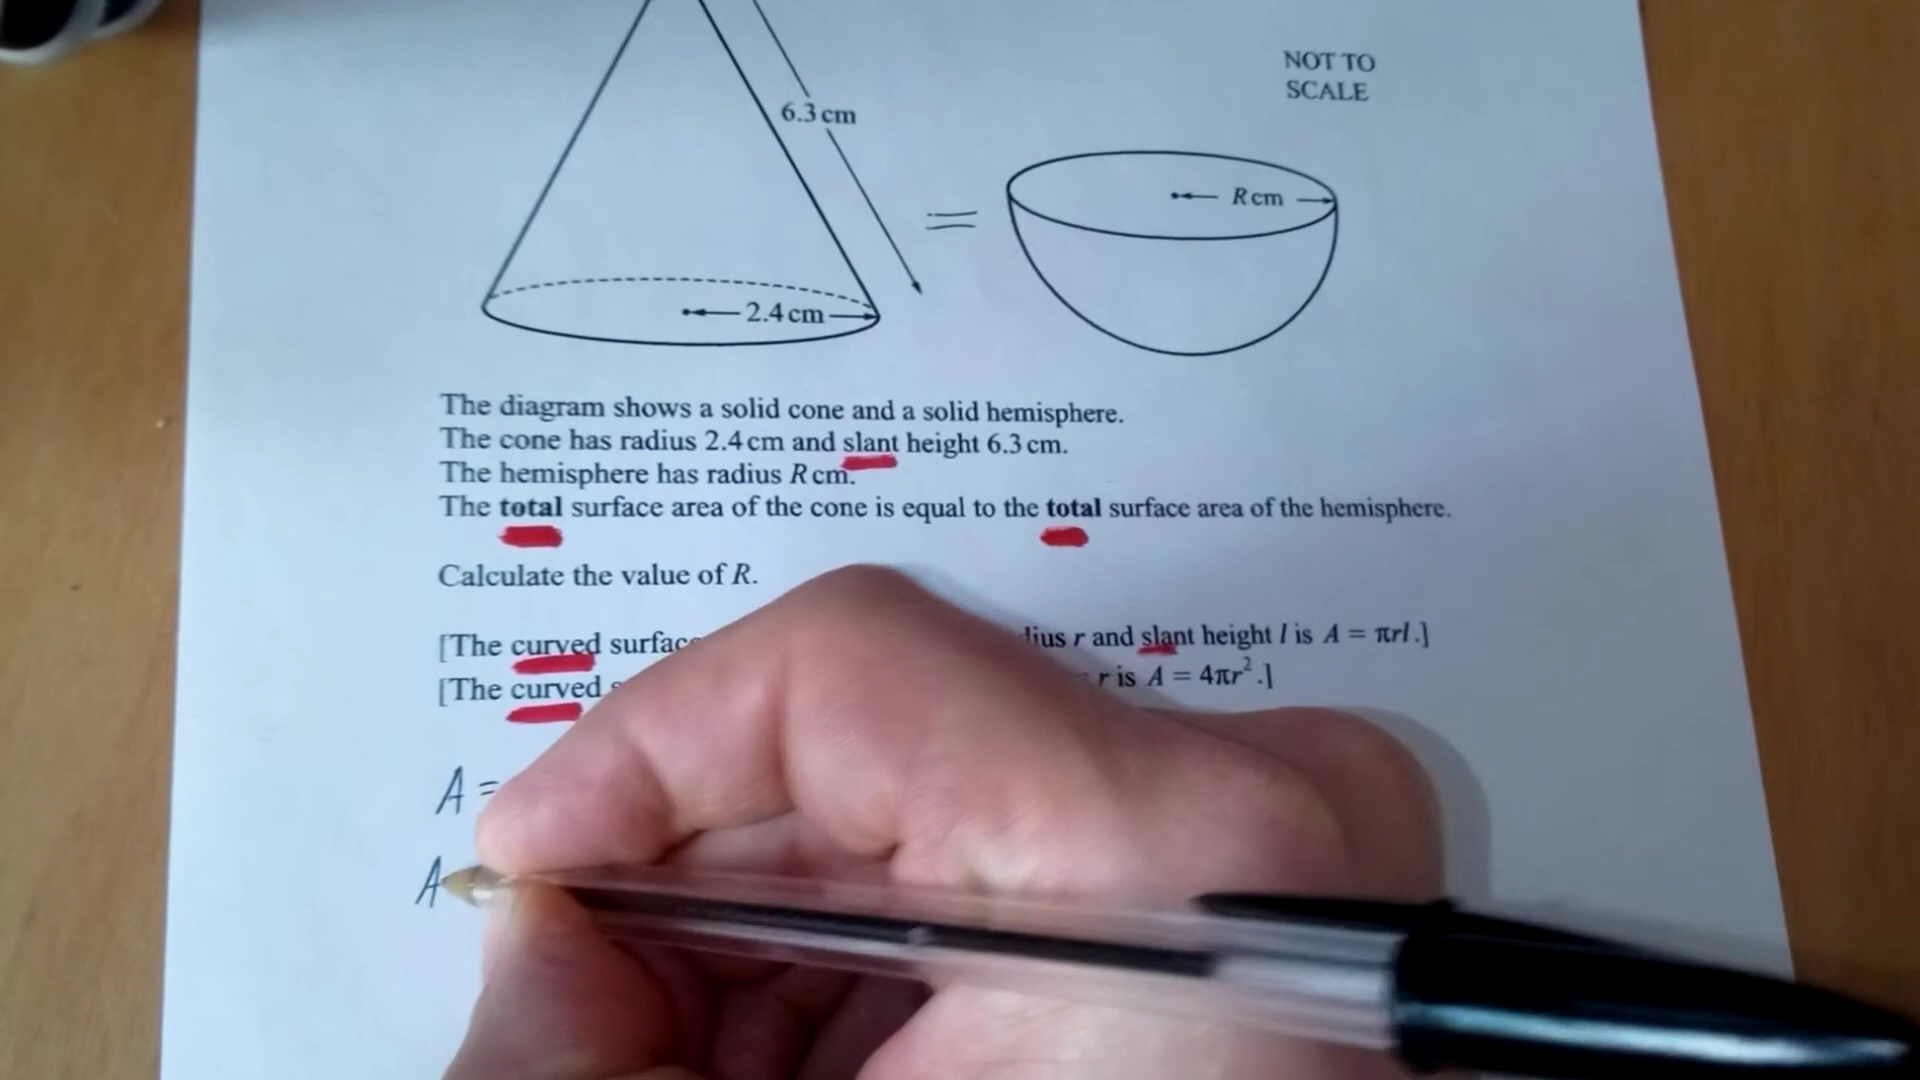 NOT TO
SCALE
6.3 cm
R cm
=
2.4 cm
The diagram shows a solid cone and a solid hemisphere.
The cone has radius 2.4 cm and slant height 6.3 cm.
The hemisphere has radius R cm.
The total surface area of the cone is equal to the total surface area of the hemisphere.
Calculate the value of R.
[The curved r and slant height l is A = πrl.]
[The curved r is A = 4πr².]
A =
A